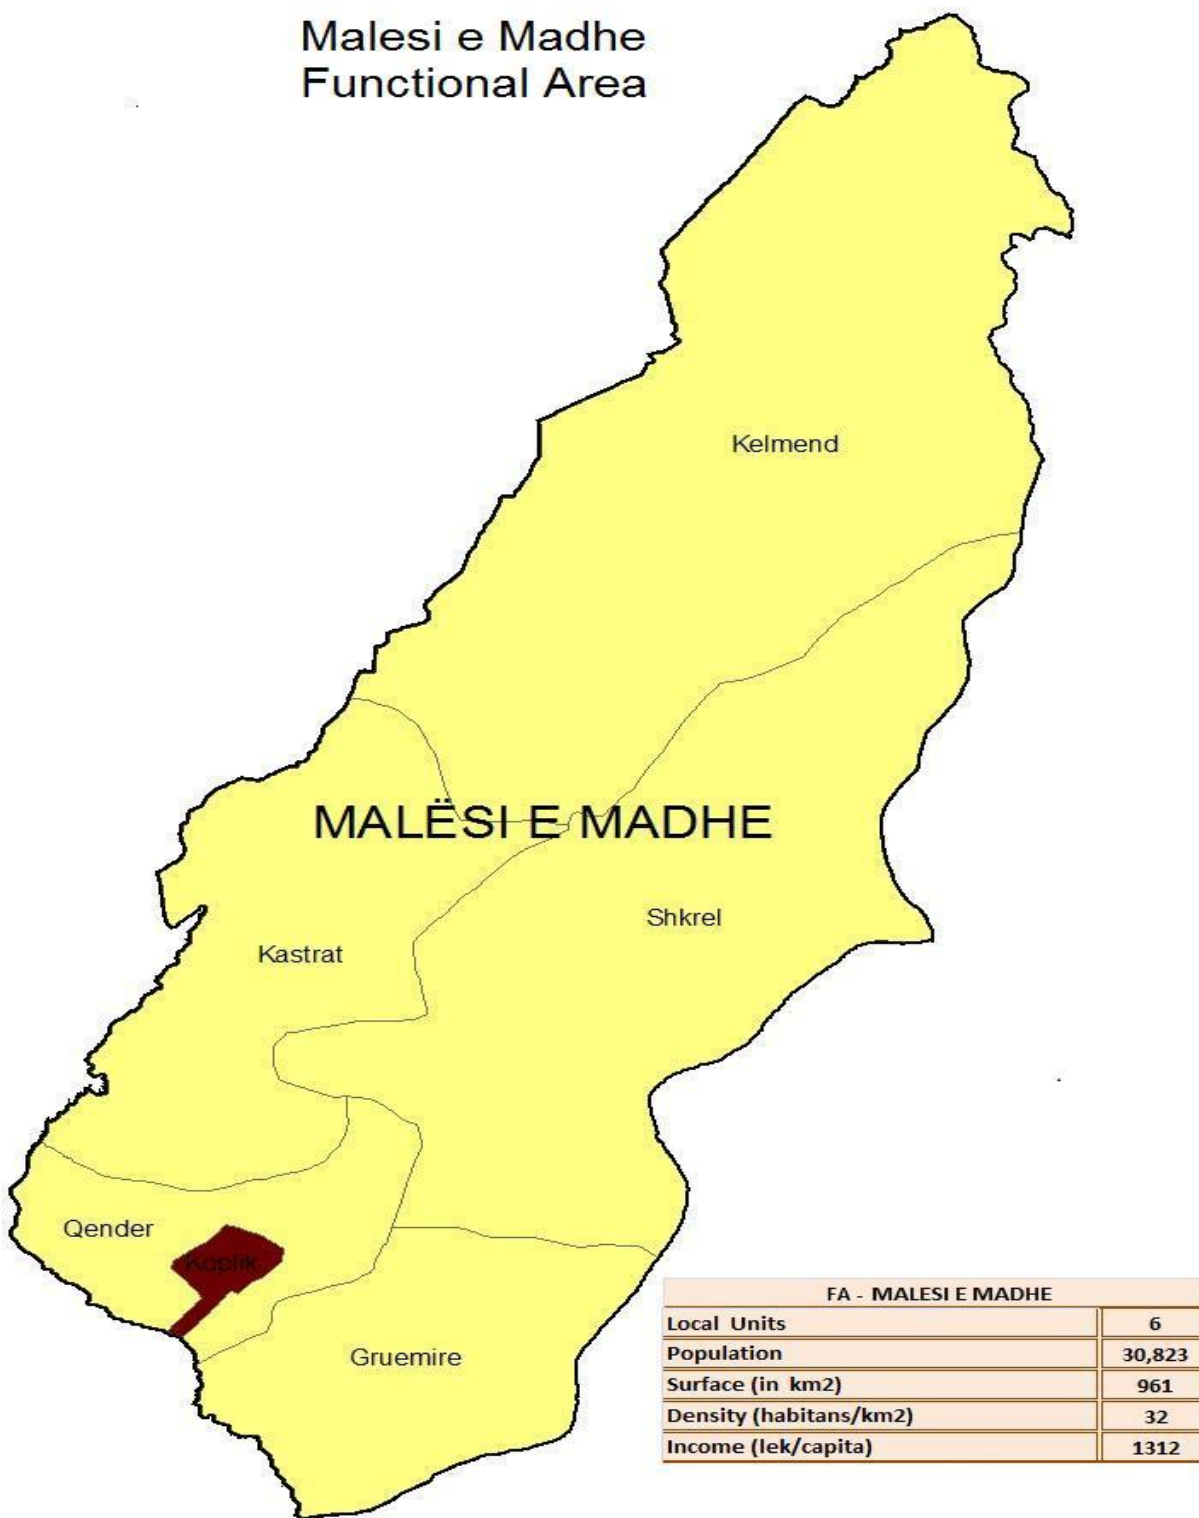 Malesi e Madhe
Functional Area
Kelmend
MALËSI E MADHE
Shkrel
Kastrat
Qender
Koplik
Gruemire
FA - MALESI E MADHE
Local Units 6
Population 30,823
Surface (in km2) 961
Density (habitans/km2) 32
Income (lek/capita) 1312